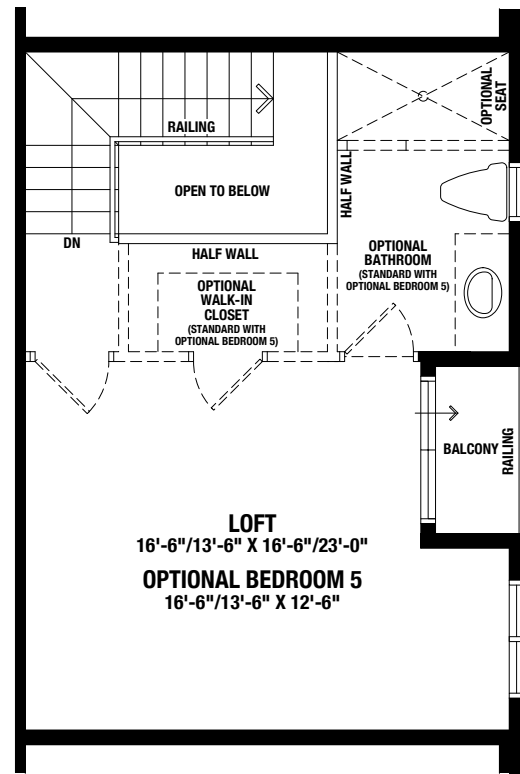 OPTIONAL
SEAT
RAILING
HALF WALL
OPEN TO BELOW
DN
HALF WALL
OPTIONAL
BATHROOM
(STANDARD WITH
OPTIONAL BEDROOM 5)
OPTIONAL
WALK-IN
CLOSET
(STANDARD WITH
OPTIONAL BEDROOM 5)
BALCONY
RAILING
LOFT
16'-6"/13'-6" X 16'-6"/23'-0"
OPTIONAL BEDROOM 5
16'-6"/13'-6" X 12'-6"